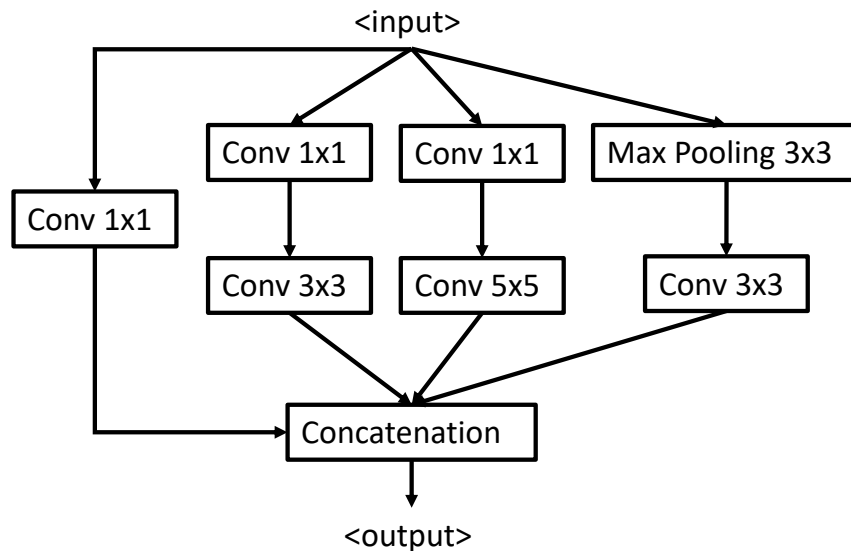 <input>
Conv 1x1
Conv 1x1
Max Pooling 3x3
Conv 1x1
Conv 3x3
Conv 5x5
Conv 3x3
Concatenation
<output>